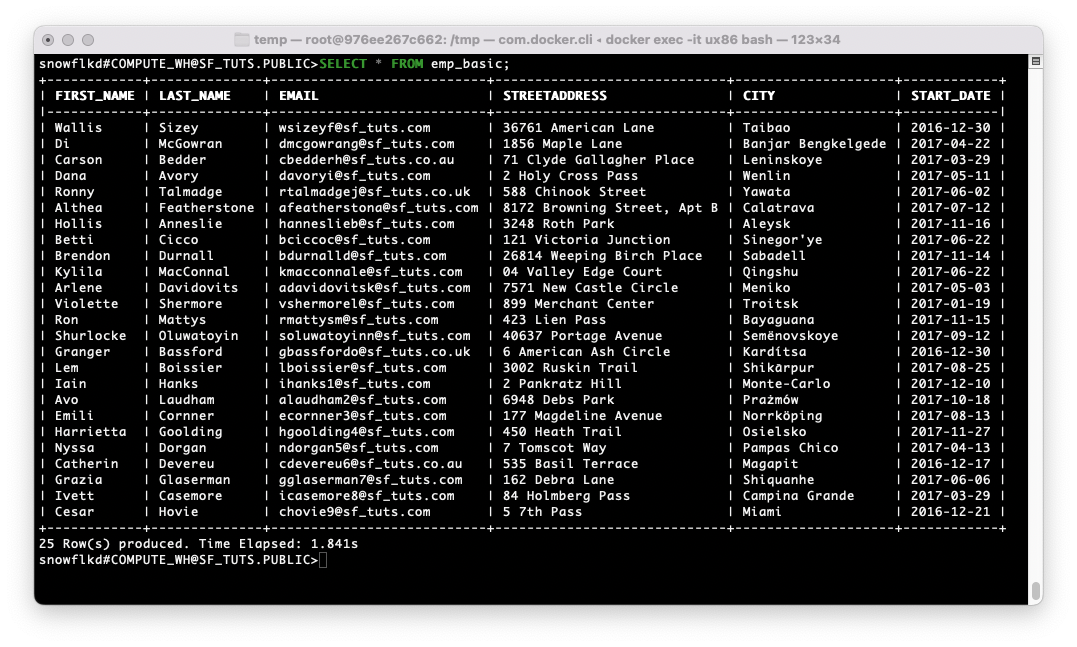 temp — root@976ee267c662: /tmp — com.docker.cli ◂ docker exec -it ux86 bash — 123×34
snowflkd#COMPUTE_WH@SF_TUTS.PUBLIC>SELECT * FROM emp_basic;
+------------+--------------+---------------------------+-----------------------------+--------------------+------------+
| FIRST_NAME | LAST_NAME    | EMAIL                     | STREETADDRESS               | CITY               | START_DATE |
|------------+--------------+---------------------------+-----------------------------+--------------------+------------|
| Wallis     | Sizey        | wsizeyf@sf_tuts.com       | 36761 American Lane         | Taibao             | 2016-12-30 |
| Di         | McGowran     | dmcgowrang@sf_tuts.com    | 1856 Maple Lane             | Banjar Bengkelgede | 2017-04-22 |
| Carson     | Bedder       | cbedderh@sf_tuts.co.au    | 71 Clyde Gallagher Place    | Leninskoye         | 2017-03-29 |
| Dana       | Avory        | davoryi@sf_tuts.com       | 2 Holy Cross Pass           | Wenlin             | 2017-05-11 |
| Ronny      | Talmadge     | rtalmadgej@sf_tuts.co.uk  | 588 Chinook Street          | Yawata             | 2017-06-02 |
| Althea     | Featherstone | afeatherstona@sf_tuts.com | 8172 Browning Street, Apt B | Calatrava          | 2017-07-12 |
| Hollis     | Anneslie     | hanneslieb@sf_tuts.com    | 3248 Roth Park              | Aleysk             | 2017-11-16 |
| Betti      | Cicco        | bciccoc@sf_tuts.com       | 121 Victoria Junction       | Sinegor'ye         | 2017-06-22 |
| Brendon    | Durnall      | bdurnalld@sf_tuts.com     | 26814 Weeping Birch Place   | Sabadell           | 2017-11-14 |
| Kylila     | MacConnal    | kmacconnale@sf_tuts.com   | 04 Valley Edge Court        | Qingshu            | 2017-06-22 |
| Arlene     | Davidovits   | adavidovitsk@sf_tuts.com  | 7571 New Castle Circle      | Meniko             | 2017-05-03 |
| Violette   | Shermore     | vshermorel@sf_tuts.com    | 899 Merchant Center         | Troitsk            | 2017-01-19 |
| Ron        | Mattys       | rmattysm@sf_tuts.com      | 423 Lien Pass               | Bayaguana          | 2017-11-15 |
| Shurlocke  | Oluwatoyin   | soluwatoyinn@sf_tuts.com  | 40637 Portage Avenue        | Semënovskoye       | 2017-09-12 |
| Granger    | Bassford     | gbassfordo@sf_tuts.co.uk  | 6 American Ash Circle       | Kardítsa           | 2016-12-30 |
| Lem        | Boissier     | lboissier@sf_tuts.com     | 3002 Ruskin Trail           | Shikārpur          | 2017-08-25 |
| Iain       | Hanks        | ihanks1@sf_tuts.com       | 2 Pankratz Hill             | Monte-Carlo        | 2017-12-10 |
| Avo        | Laudham      | alaudham2@sf_tuts.com     | 6948 Debs Park              | Prażmów            | 2017-10-18 |
| Emili      | Cornner      | ecornner3@sf_tuts.com     | 177 Magdeline Avenue        | Norrköping         | 2017-08-13 |
| Harrietta  | Goolding     | hgoolding4@sf_tuts.com    | 450 Heath Trail             | Osielsko           | 2017-11-27 |
| Nyssa      | Dorgan       | ndorgan5@sf_tuts.com      | 7 Tomscot Way               | Pampas Chico       | 2017-04-13 |
| Catherin   | Devereu      | cdevereu6@sf_tuts.co.au   | 535 Basil Terrace           | Magapit            | 2016-12-17 |
| Grazia     | Glaserman    | gglaserman7@sf_tuts.com   | 162 Debra Lane              | Shiquanhe          | 2017-06-06 |
| Ivett      | Casemore     | icasemore8@sf_tuts.com    | 84 Holmberg Pass            | Campina Grande     | 2017-03-29 |
| Cesar      | Hovie        | chovie9@sf_tuts.com       | 5 7th Pass                  | Miami              | 2016-12-21 |
+------------+--------------+---------------------------+-----------------------------+--------------------+------------+
25 Row(s) produced. Time Elapsed: 1.841s
snowflkd#COMPUTE_WH@SF_TUTS.PUBLIC>